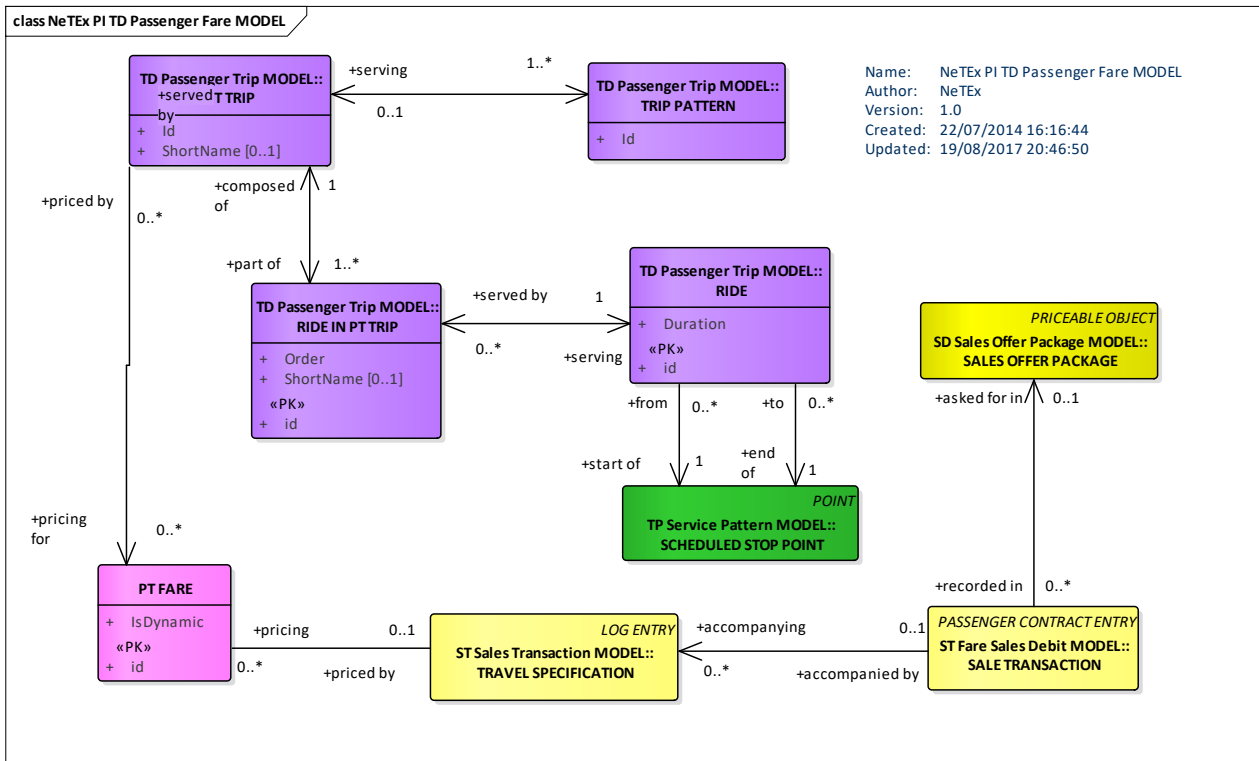 class NeTEx PI TD Passenger Fare MODEL
Name: NeTEx PI TD Passenger Fare MODEL
Author: NeTEx
Version: 1.0
Created: 22/07/2014 16:16:44
Updated: 19/08/2017 20:46:50
TD Passenger Trip MODEL::
T TRIP
+served
by
+ Id
+ ShortName [0..1]
+serving
0..1
1..*
TD Passenger Trip MODEL::
TRIP PATTERN
+ Id
+priced by
0..*
+composed
of
1
+part of
1..*
TD Passenger Trip MODEL::
RIDE IN PT TRIP
+ Order
+ ShortName [0..1]
«PK»
+ id
+served by
1
0..*
+serving
TD Passenger Trip MODEL::
RIDE
+ Duration
«PK»
+ id
+from
0..*
+to
0..*
+start of
1
+end
of
1
POINT
TP Service Pattern MODEL::
SCHEDULED STOP POINT
PRICEABLE OBJECT
SD Sales Offer Package MODEL::
SALES OFFER PACKAGE
+asked for in
0..1
+recorded in
0..*
+pricing
for
0..*
PT FARE
+ IsDynamic
«PK»
+ id
+pricing
0..1
0..*
+priced by
LOG ENTRY
ST Sales Transaction MODEL::
TRAVEL SPECIFICATION
+accompanying
0..1
0..*
+accompanied by
PASSENGER CONTRACT ENTRY
ST Fare Sales Debit MODEL::
SALE TRANSACTION